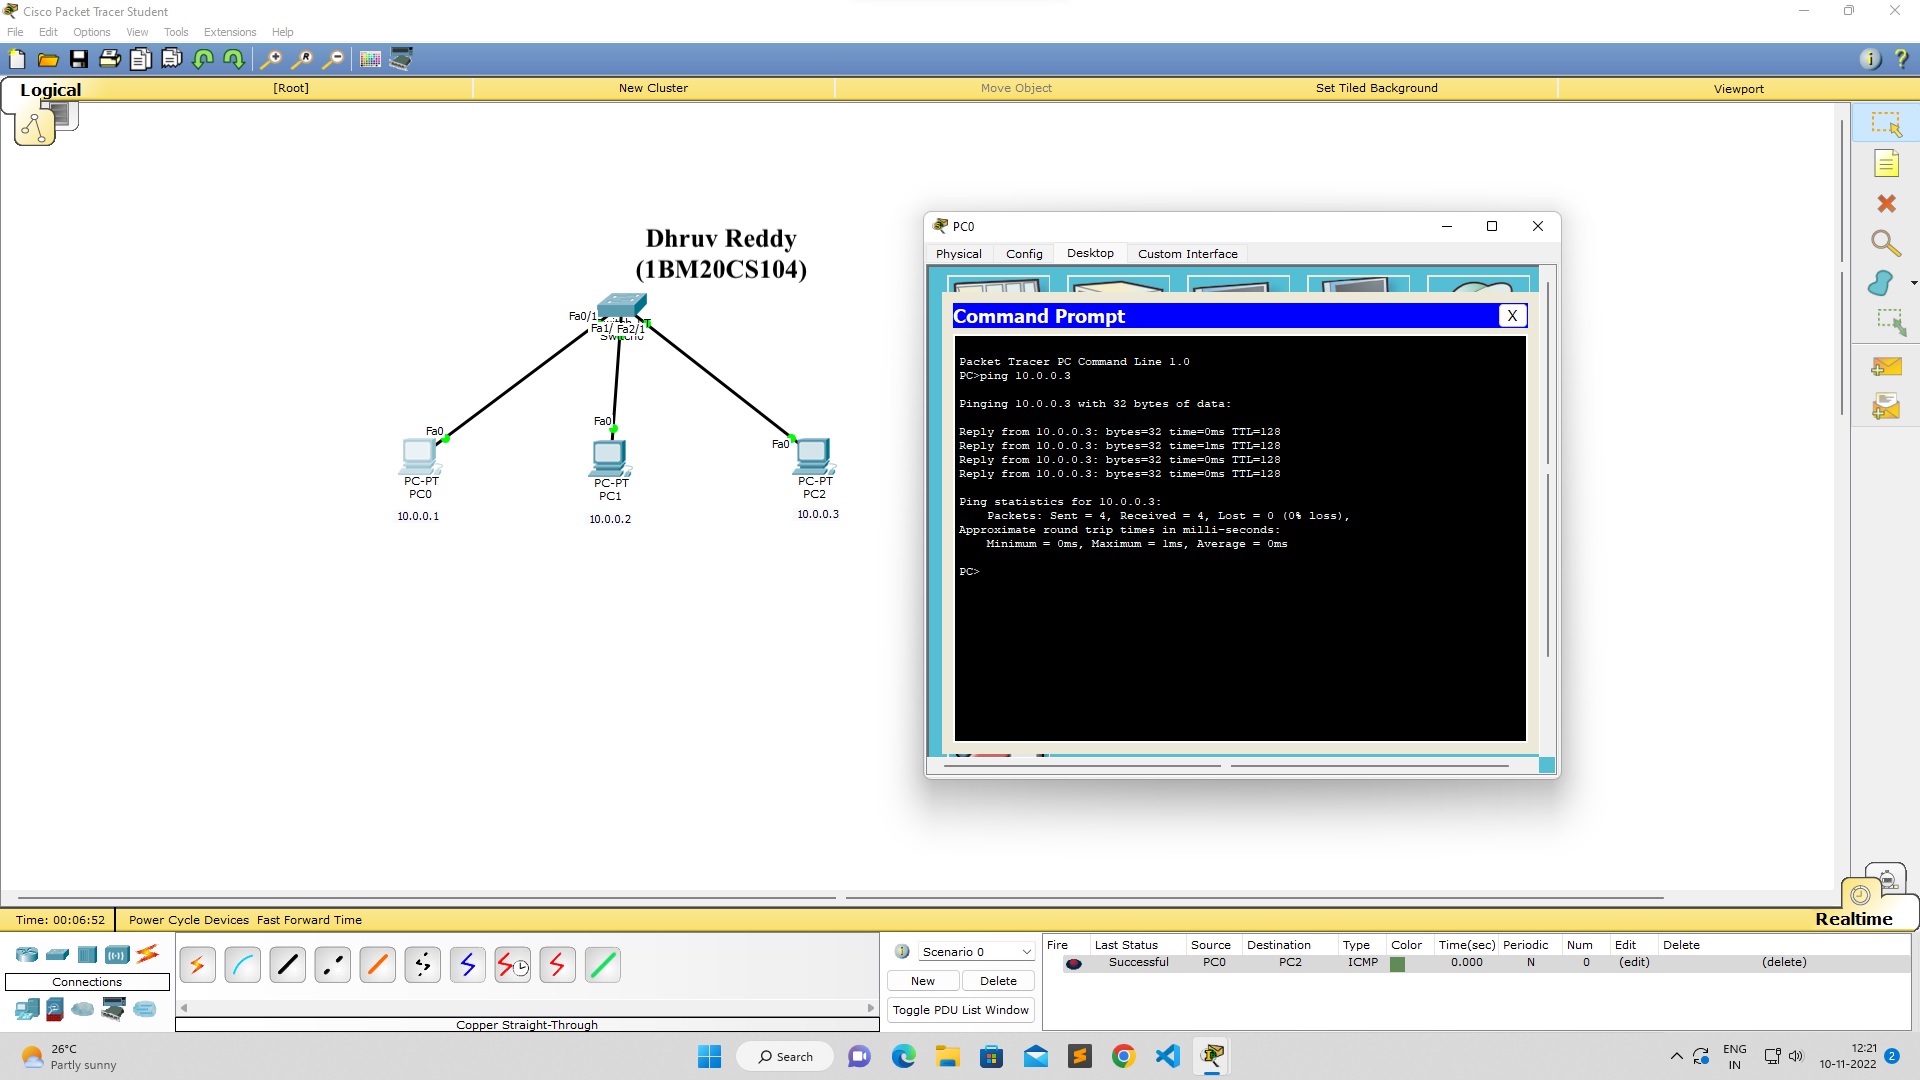 Cisco Packet Tracer Student
File Edit Options View Tools Extensions Help
Logical [Root] New Cluster Move Object Set Tiled Background Viewport
Dhruv Reddy
(1BM20CS104)
Fa0/1
Fa1/ Fa2/1
Fa0
Fa0
Fa0
PC-PT
PC0
10.0.0.1
PC-PT
PC1
10.0.0.2
PC-PT
PC2
10.0.0.3
PC0
Physical Config Desktop Custom Interface
Command Prompt X
Packet Tracer PC Command Line 1.0
PC>ping 10.0.0.3
Pinging 10.0.0.3 with 32 bytes of data:
Reply from 10.0.0.3: bytes=32 time=0ms TTL=128
Reply from 10.0.0.3: bytes=32 time=1ms TTL=128
Reply from 10.0.0.3: bytes=32 time=0ms TTL=128
Reply from 10.0.0.3: bytes=32 time=0ms TTL=128
Ping statistics for 10.0.0.3:
Packets: Sent = 4, Received = 4, Lost = 0 (0% loss),
Approximate round trip times in milli-seconds:
Minimum = 0ms, Maximum = 1ms, Average = 0ms
PC>
Time: 00:06:52 Power Cycle Devices Fast Forward Time
Realtime
Connections
Copper Straight-Through
Scenario 0
New Delete
Toggle PDU List Window
Fire Last Status Source Destination Type Color Time(sec) Periodic Num Edit Delete
Successful PC0 PC2 ICMP 0.000 N 0 (edit) (delete)
26°C
Partly sunny
Search
ENG
IN
12:21
10-11-2022
2